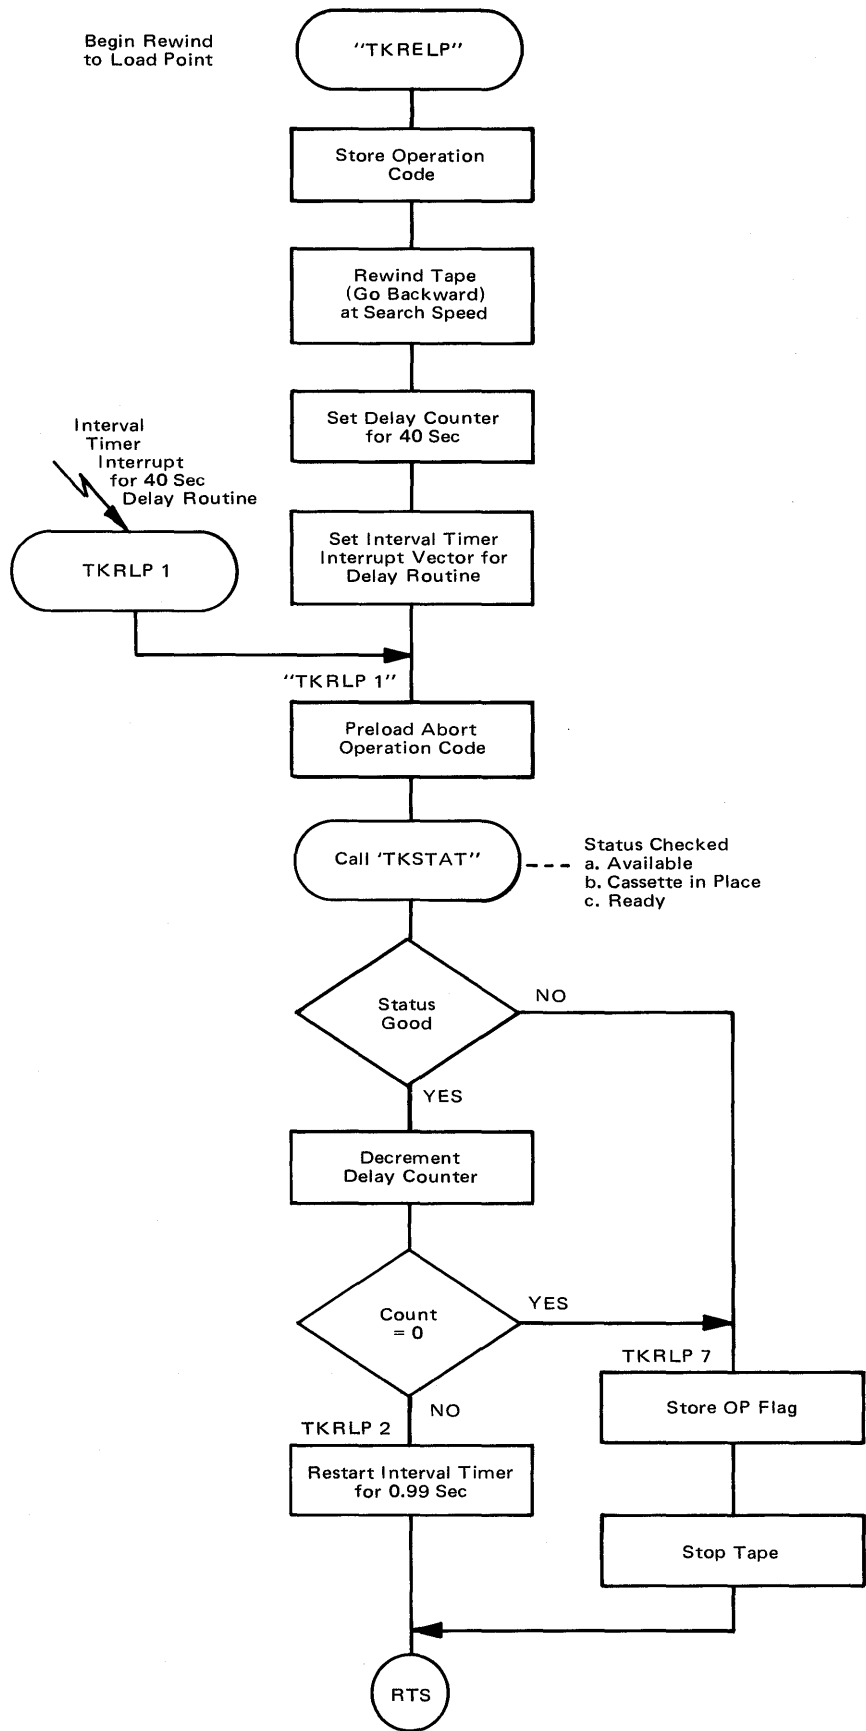 Begin Rewind
to Load Point
"TKRELP"
Store Operation
Code
Rewind Tape
(Go Backward)
at Search Speed
Set Delay Counter
for 40 Sec
Interval
Timer
Interrupt
for 40 Sec
Delay Routine
Set Interval Timer
Interrupt Vector for
Delay Routine
TKRLP 1
"TKRLP 1"
Preload Abort
Operation Code
Call 'TKSTAT"
Status Checked
a. Available
b. Cassette in Place
c. Ready
Status
Good
NO
YES
Decrement
Delay Counter
Count
= 0
YES
NO
TKRLP 7
Store OP Flag
TKRLP 2
Restart Interval Timer
for 0.99 Sec
Stop Tape
RTS